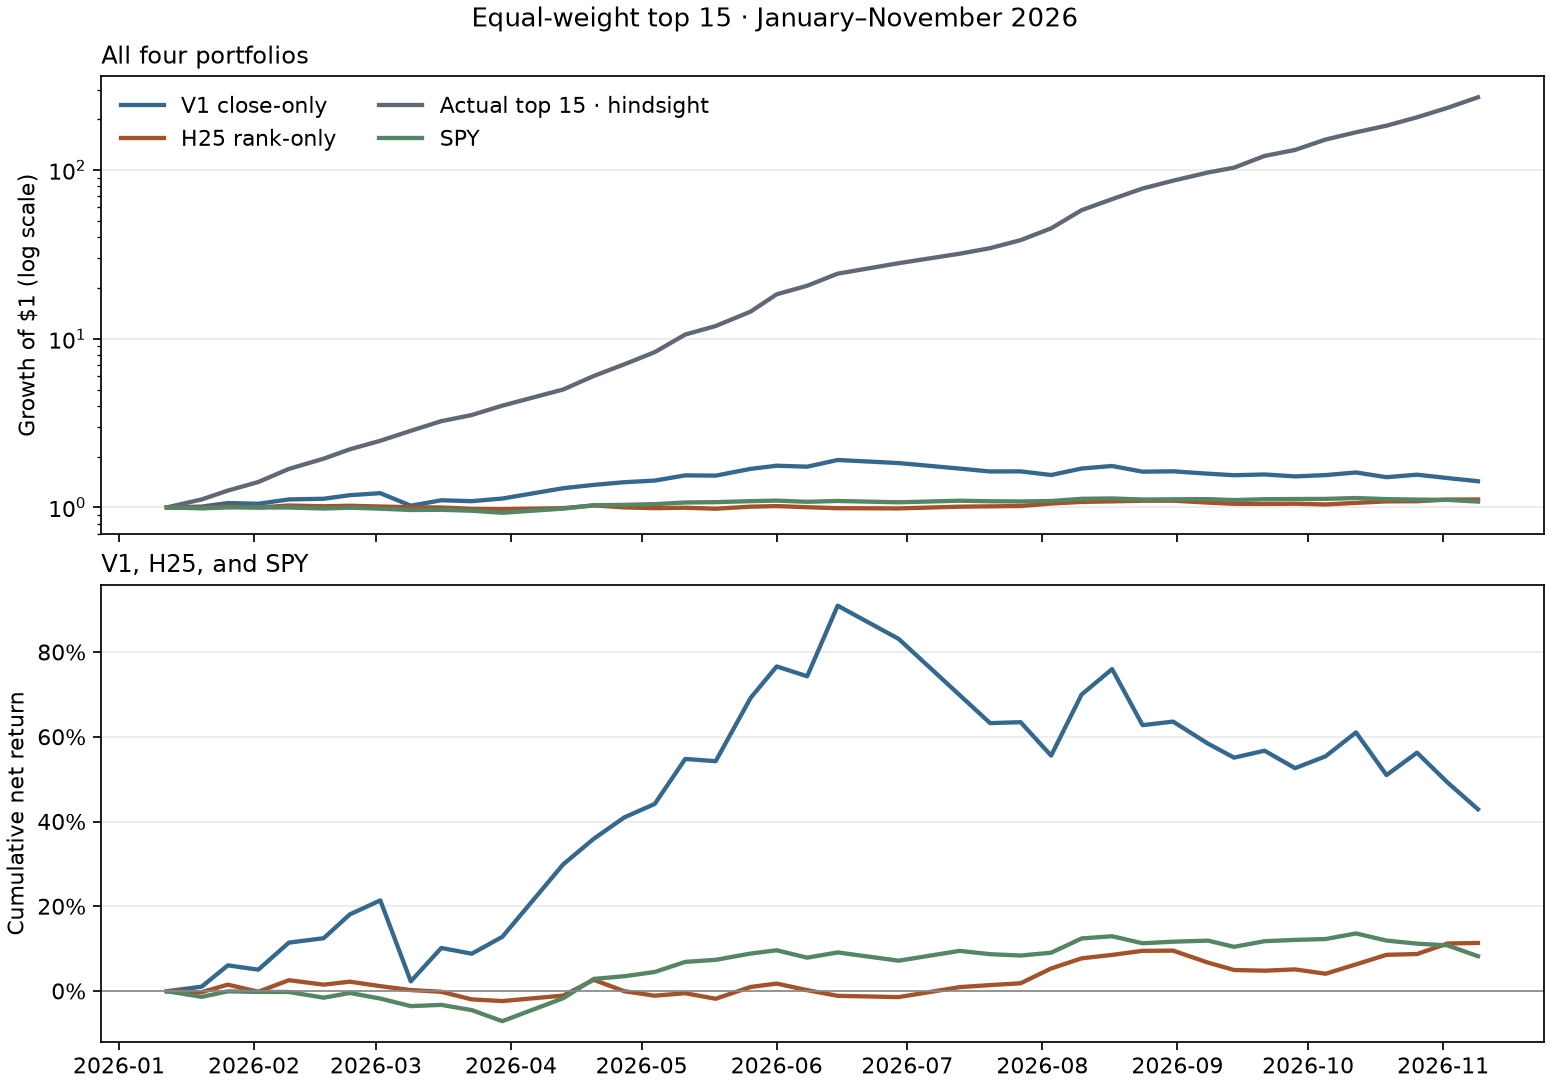 Equal-weight top 15 · January–November 2026
All four portfolios
V1 close-only
H25 rank-only
Actual top 15 · hindsight
SPY
Growth of $1 (log scale)
10²
10¹
10⁰
V1, H25, and SPY
Cumulative net return
80%
60%
40%
20%
0%
2026-01 2026-02 2026-03 2026-04 2026-05 2026-06 2026-07 2026-08 2026-09 2026-10 2026-11